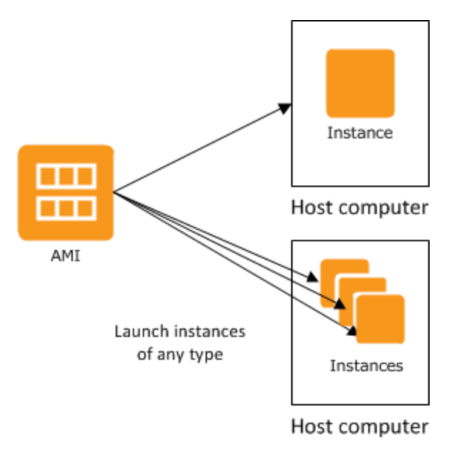 Instance
Host computer
AMI
Launch instances
of any type
Instances
Host computer